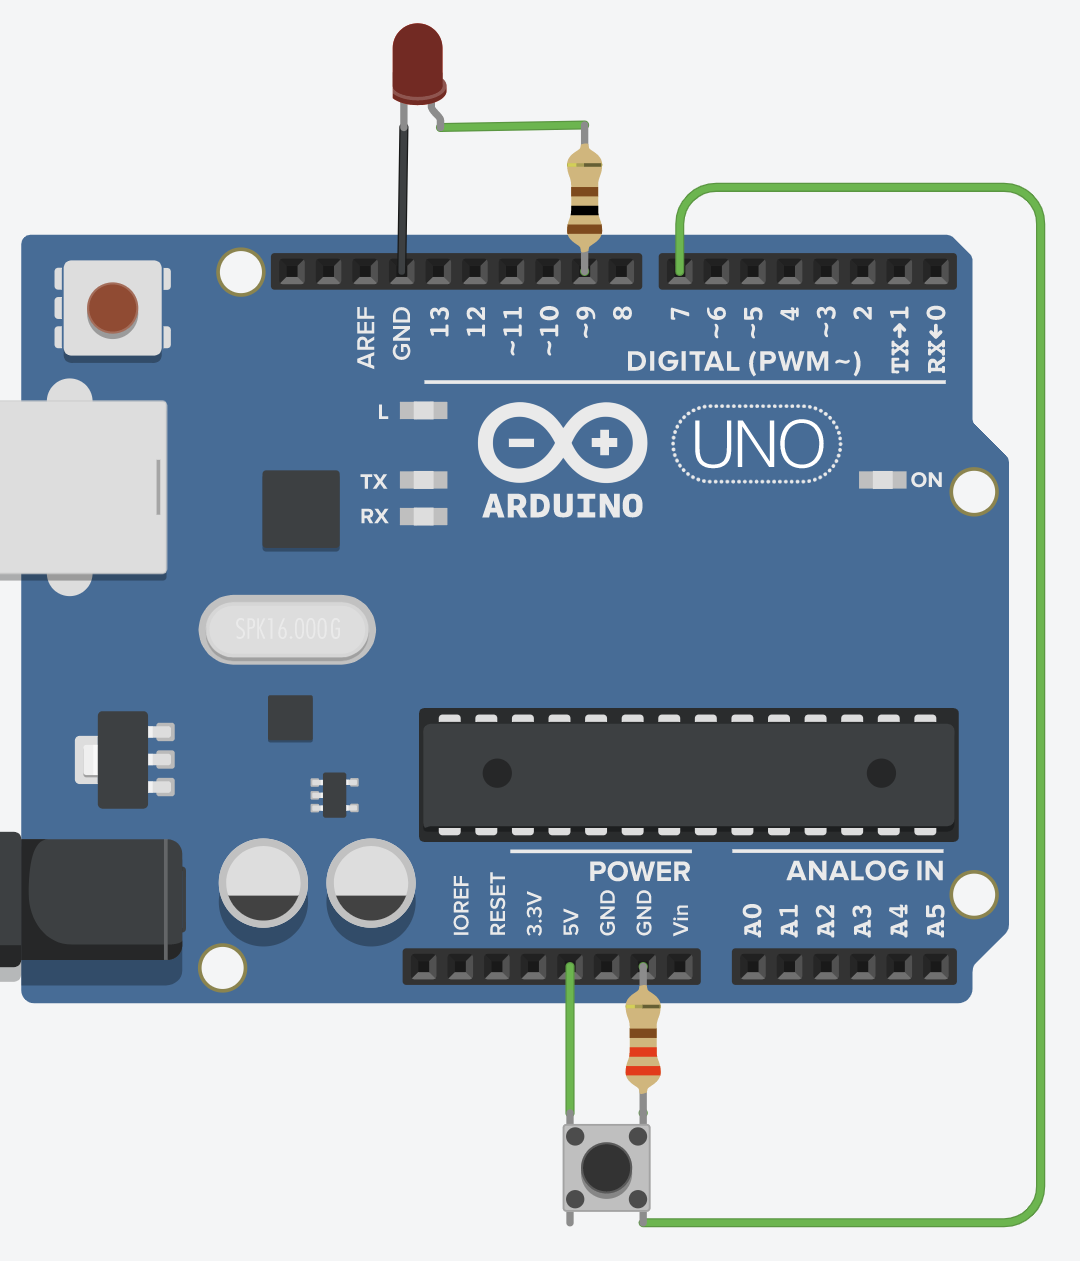 AREF
GND
13
12
~11
~10
~9
8
7
~6
~5
4
~3
2
TX→1
RX←0
DIGITAL (PWM~)
L
UNO
TX
ON
RX
ARDUINO
SPK16.000G
POWER
ANALOG IN
IOREF
RESET
3.3V
5V
GND
GND
Vin
A0
A1
A2
A3
A4
A5